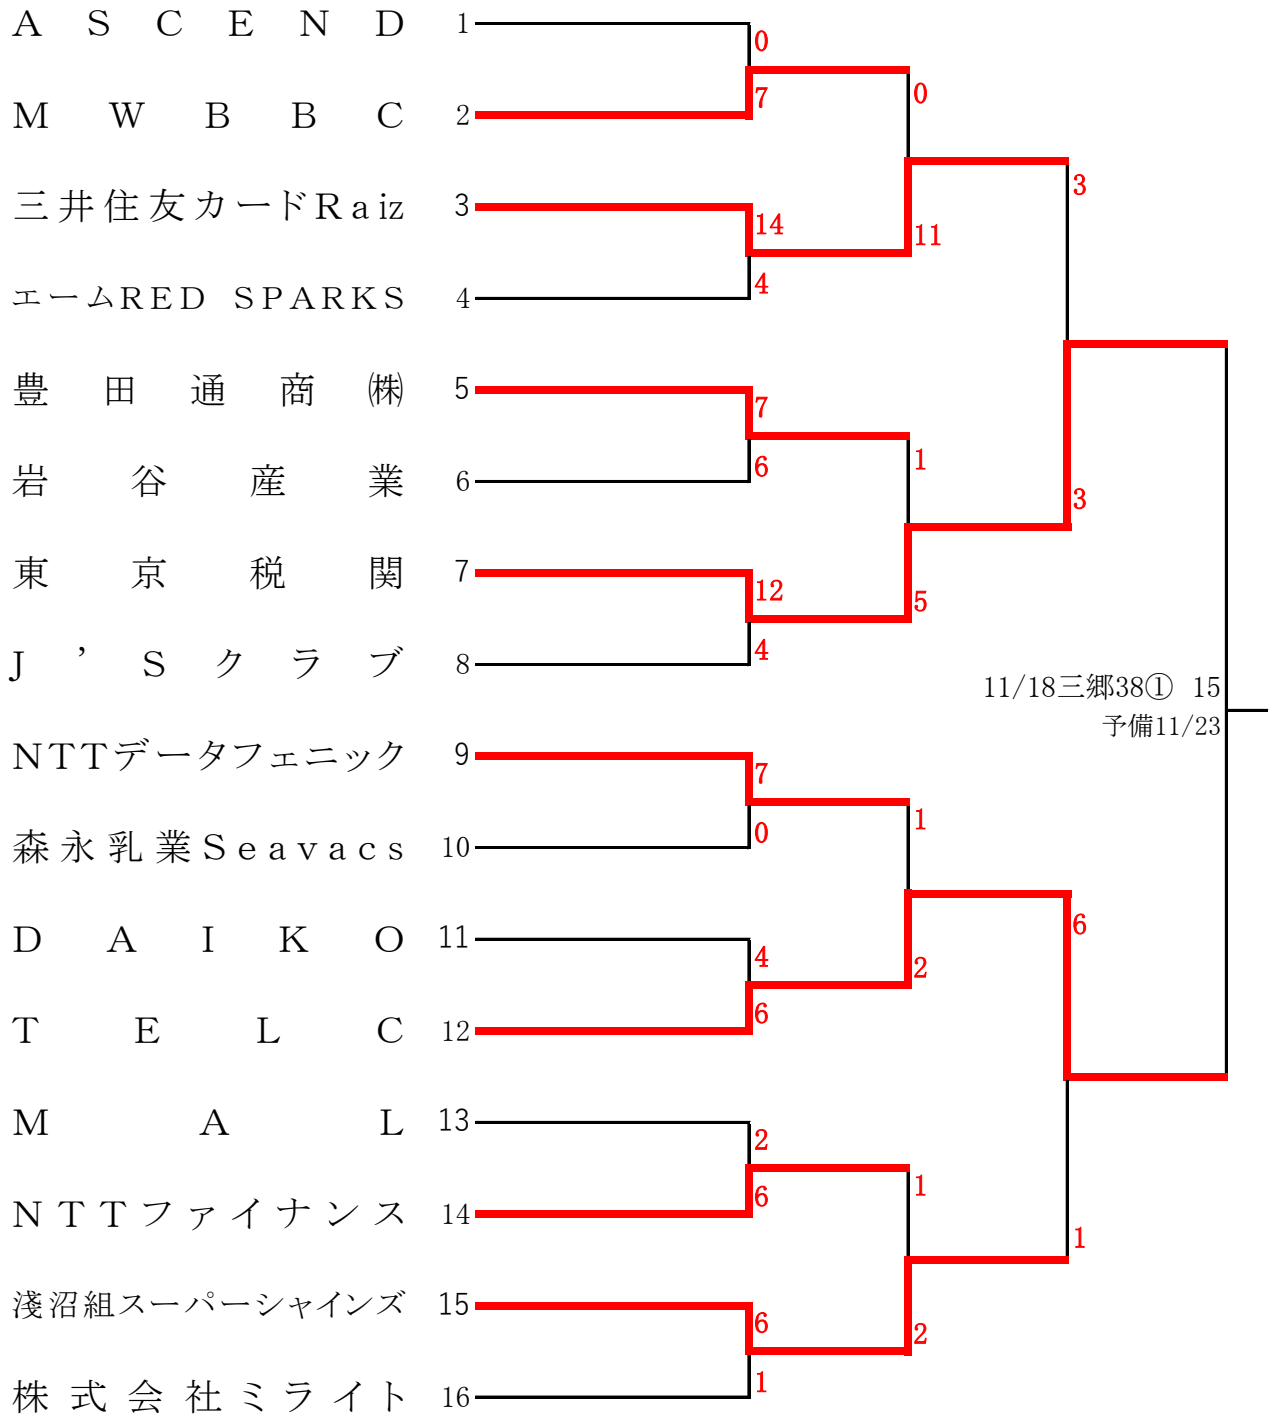 ASCEND 1
0
0
7
MWBBC 2
3
三井住友カードRaiz 3
14
11
4
エームRED SPARKS 4
豊田通商㈱ 5
7
1
6
岩谷産業 6
3
東京税関 7
12
5
4
J'Sクラブ 8
11/18三郷38① 15
予備11/23
NTTデータフェニック 9
7
1
0
森永乳業Seavacs 10
6
DAIKO 11
4
2
6
TELC 12
MAL 13
2
1
6
NTTファイナンス 14
1
淺沼組スーパーシャインズ 15
6
2
1
株式会社ミライト 16